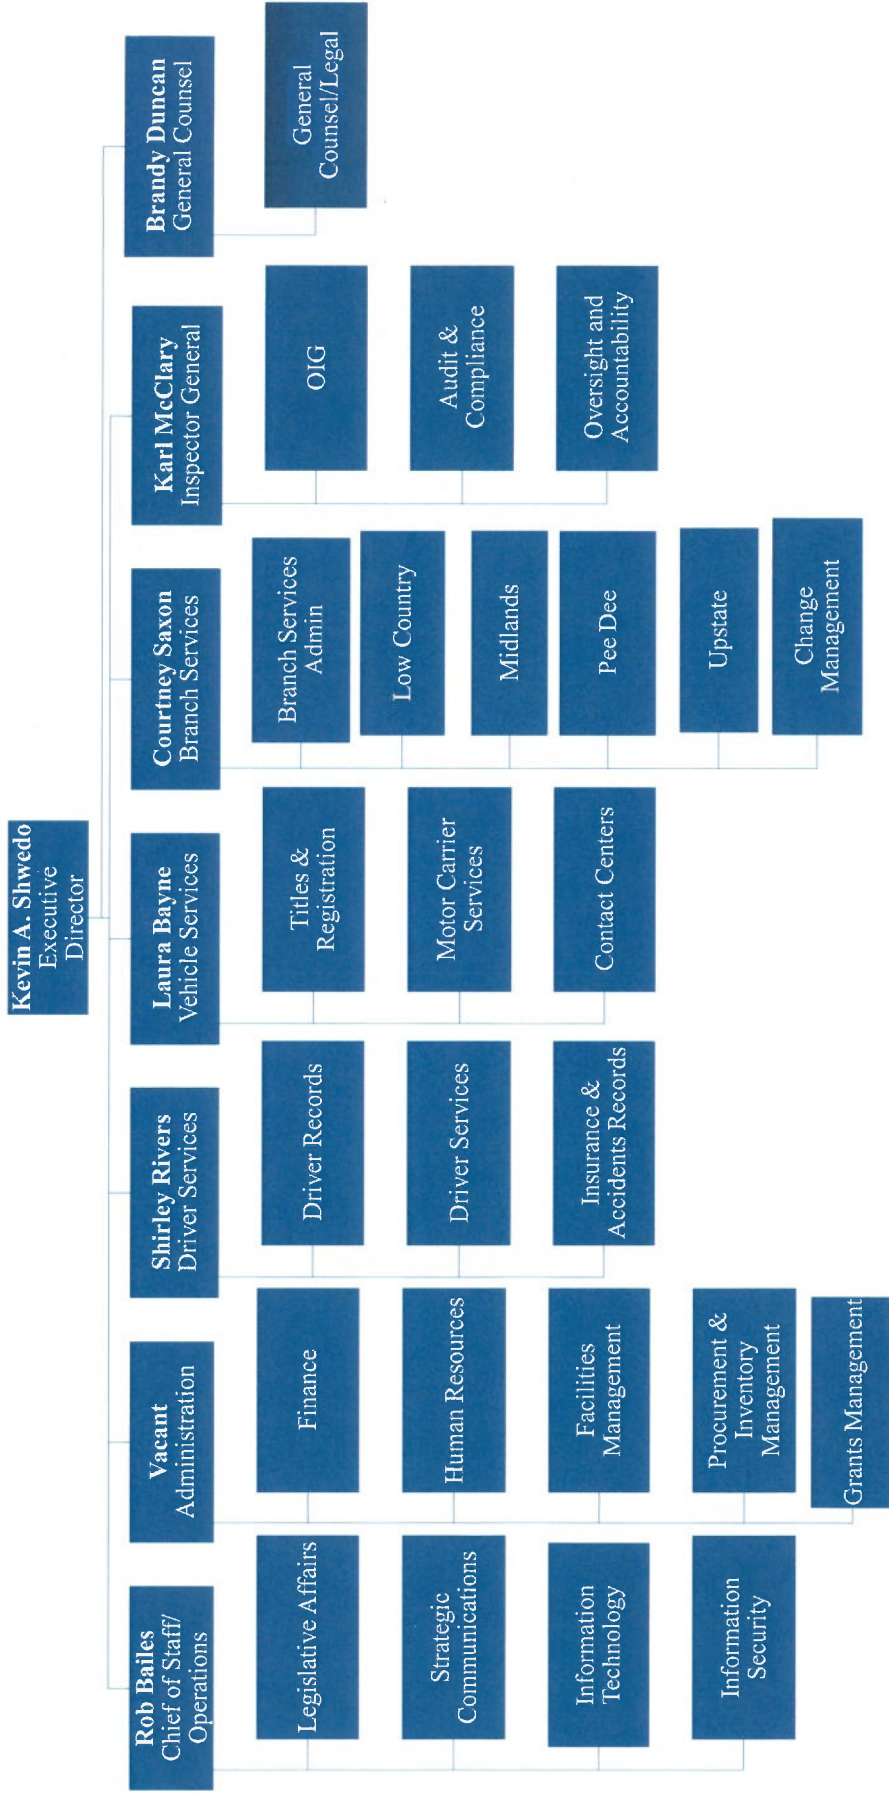 Kevin A. Shwedo
Executive
Director
Rob Bailes
Chief of Staff/
Operations
Legislative Affairs
Strategic
Communications
Information
Technology
Information
Security
Vacant
Administration
Finance
Human Resources
Facilities
Management
Procurement &
Inventory
Management
Grants Management
Shirley Rivers
Driver Services
Driver Records
Driver Services
Insurance &
Accidents Records
Laura Bayne
Vehicle Services
Titles &
Registration
Motor Carrier
Services
Contact Centers
Courtney Saxon
Branch Services
Branch Services
Admin
Low Country
Midlands
Pee Dee
Upstate
Change
Management
Karl McClary
Inspector General
OIG
Audit &
Compliance
Oversight and
Accountability
Brandy Duncan
General Counsel
General
Counsel/Legal